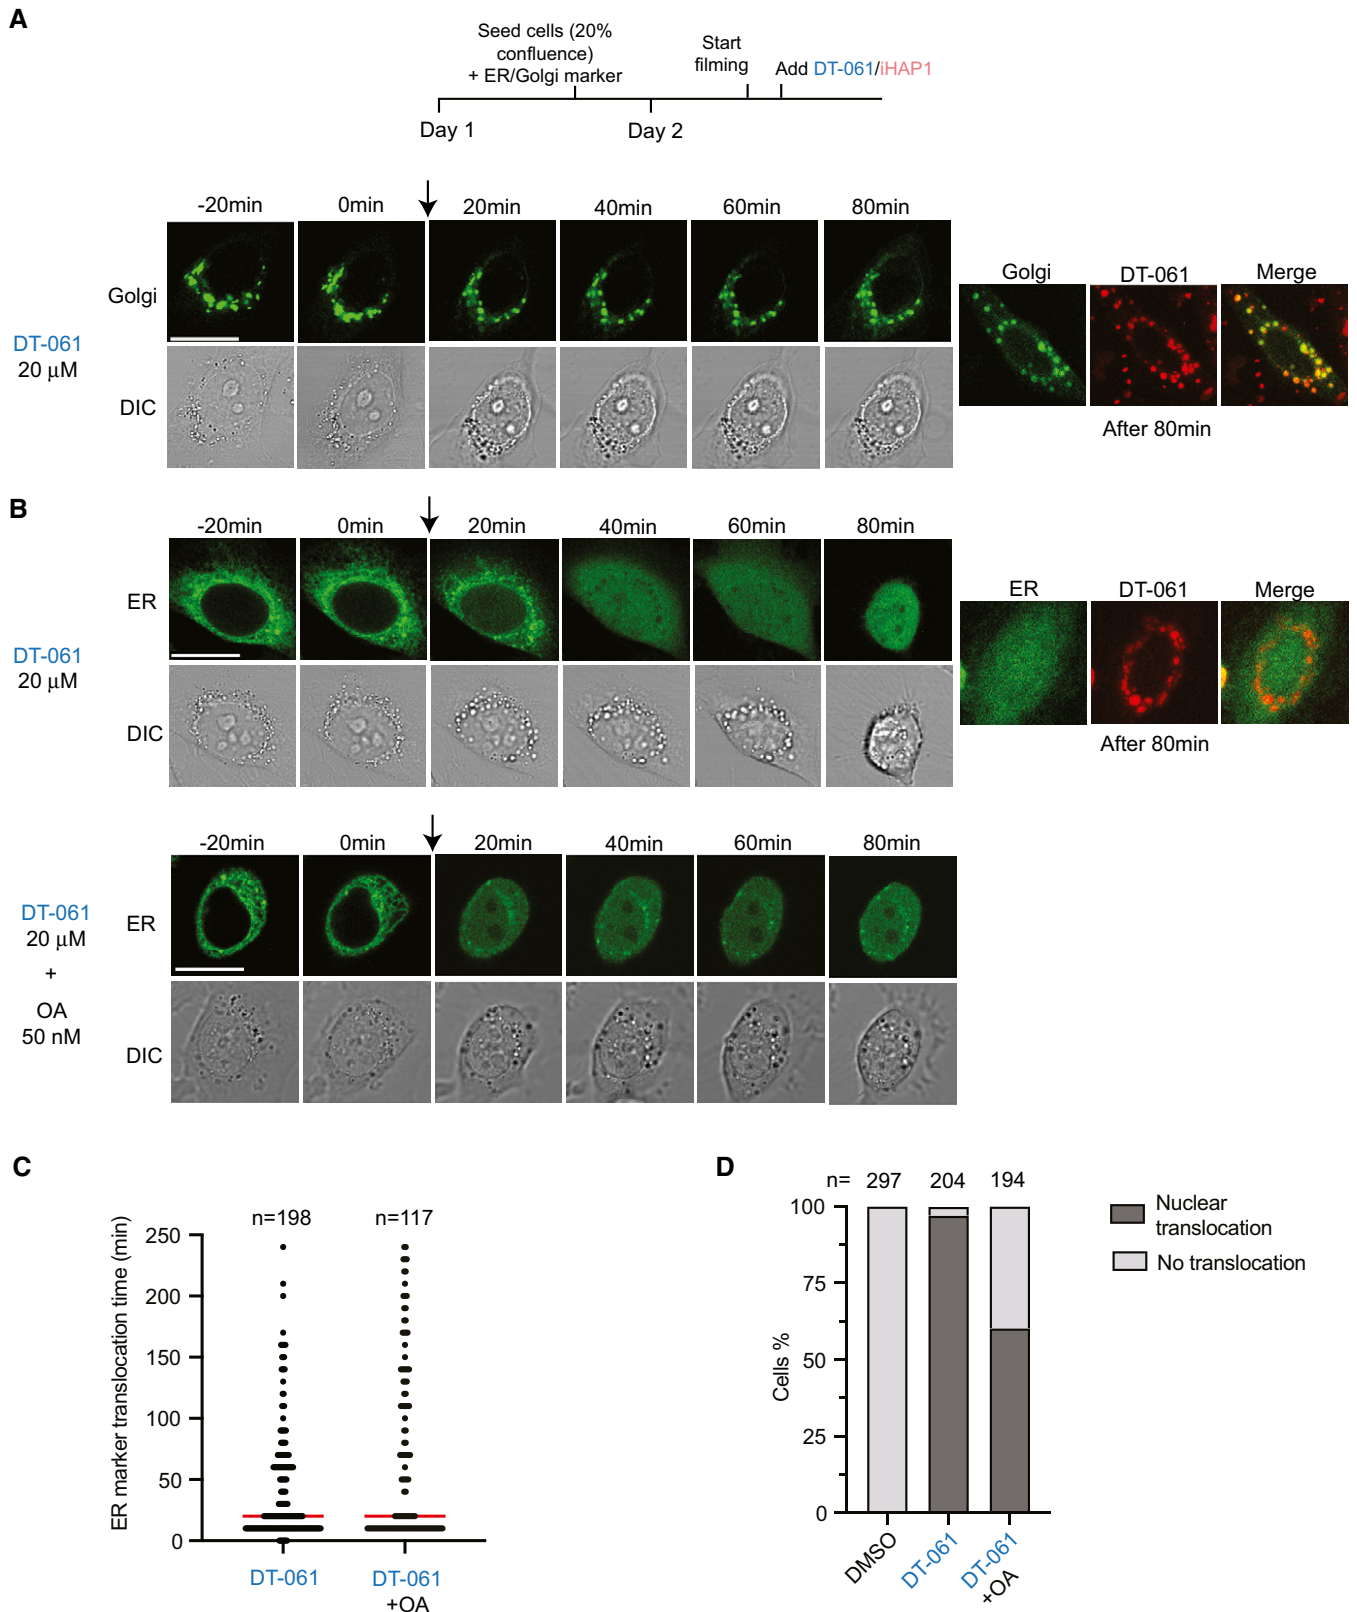 A
Seed cells (20%
confluence)
+ ER/Golgi marker
Start
filming
Add DT-061/iHAP1
Day 1
Day 2
-20min 0min 20min 40min 60min 80min
Golgi
DT-061
20 µM
DIC
Golgi DT-061 Merge
After 80min
B
-20min 0min 20min 40min 60min 80min
ER
DT-061
20 µM
DIC
ER DT-061 Merge
After 80min
-20min 0min 20min 40min 60min 80min
ER
DT-061
20 µM
+
OA
50 nM
DIC
C
n=198 n=117
ER marker translocation time (min)
250
200
150
100
50
0
DT-061
DT-061
+OA
D
n= 297 204 194
Cells %
100
75
50
25
0
DMSO
DT-061
DT-061
+OA
Nuclear
translocation
No translocation